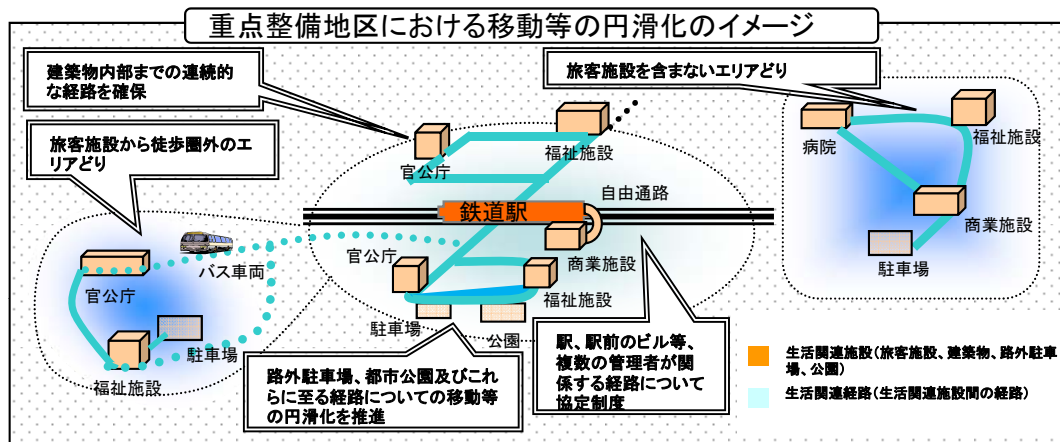 重点整備地区における移動等の円滑化のイメージ
建築物内部までの連続的
な経路を確保
旅客施設を含まないエリアどり
旅客施設から徒歩圏外のエ
リアどり
官公庁
福祉施設
自由通路
鉄道駅
官公庁
商業施設
福祉施設
駐車場
公園
バス車両
官公庁
駐車場
福祉施設
病院
福祉施設
商業施設
駐車場
路外駐車場、都市公園及びこれ
らに至る経路についての移動等
の円滑化を推進
駅、駅前のビル等、
複数の管理者が関
係する経路について
協定制度
生活関連施設(旅客施設、建築物、路外駐車
場、公園)
生活関連経路(生活関連施設間の経路)